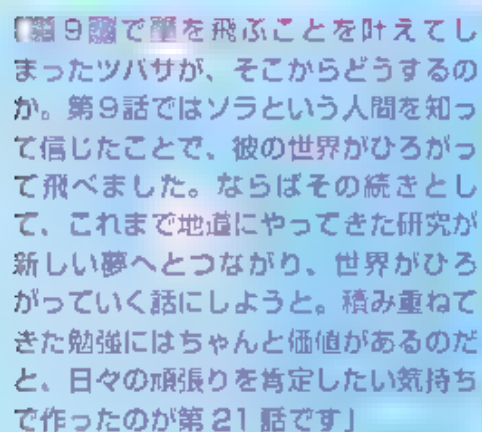 「第9話で空を飛ぶことを叶えてし
まったツバサが、そこからどうするの
か。第9話ではソラという人間を知っ
て信じたことで、彼の世界がひろがっ
て飛べました。ならばその続きとし
て、これまで地道にやってきた研究が
新しい夢へとつながり、世界がひろ
がっていく話にしようと。積み重ねて
きた勉強にはちゃんと価値があるのだ
と、日々の頑張りを肯定したい気持ち
で作ったのが第 21 話です」